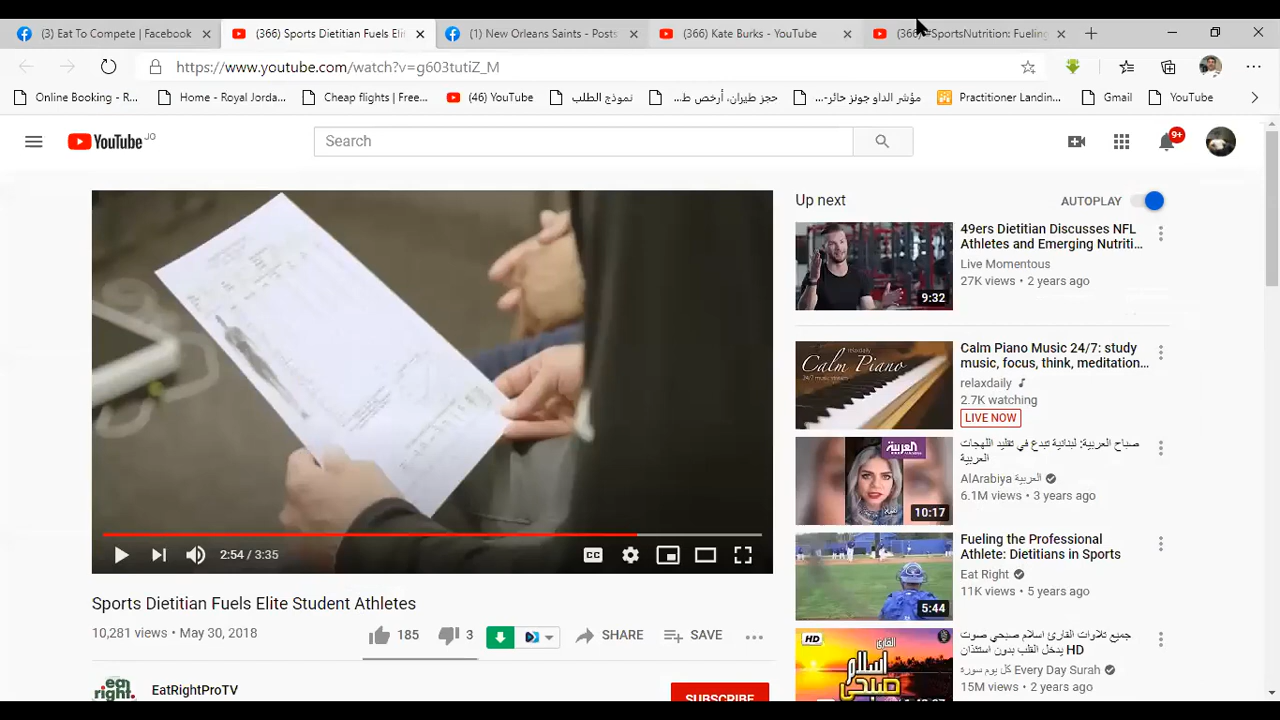 (3) Eat To Compete | Facebook
(366) Sports Dietitian Fuels Eli
(1) New Orleans Saints - Posts
(366) Kate Burks - YouTube
(366) #SportsNutrition: Fueling
https://www.youtube.com/watch?v=g603tutiZ_M
Online Booking - R...
Home - Royal Jorda...
Cheap flights | Free...
(46) YouTube
نموذج الطلب
حجز طيران، أرخص ط...
مؤشر الداو جونز حائز-...
Practitioner Landin...
Gmail
YouTube
YouTube JO
Search
9+
Up next
AUTOPLAY
49ers Dietitian Discusses NFL
Athletes and Emerging Nutriti...
Live Momentous
27K views • 2 years ago
9:32
Calm Piano
relaxdaily
Calm Piano Music 24/7: study
music, focus, think, meditation...
relaxdaily
2.7K watching
LIVE NOW
العربية
10:17
صباح العربية: لبنانية تبدع في تقليد اللهجات
العربية
AlArabiya العربية
6.1M views • 3 years ago
5:44
Fueling the Professional
Athlete: Dietitians in Sports
Eat Right
11K views • 5 years ago
HD
القارئ
اسلام
صبحي
جميع تلاوات القارئ اسلام صبحي صوت
يدخل القلب بدون استئذان HD
كل يوم سورة Every Day Surah
15M views • 2 years ago
2:54 / 3:35
CC
Sports Dietitian Fuels Elite Student Athletes
10,281 views • May 30, 2018
185
3
SHARE
SAVE
eat
right.
EatRightProTV
SUBSCRIBE